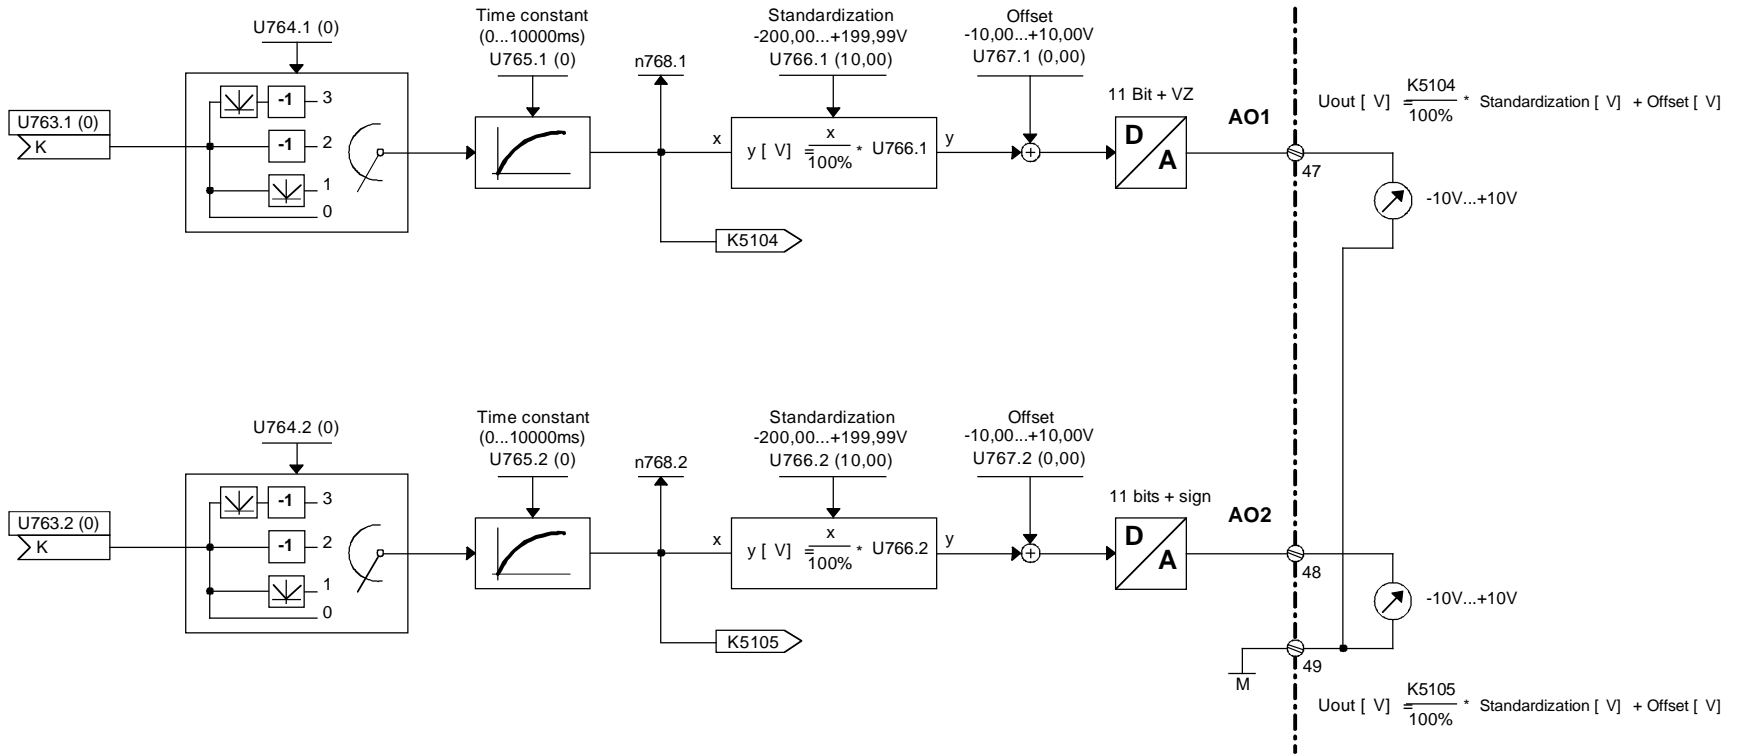 U764.1 (0)
Time constant
(0...10000ms)
U765.1 (0)
n768.1
Standardization
-200,00...+199,99V
U766.1 (10,00)
Offset
-10,00...+10,00V
U767.1 (0,00)
11 Bit + VZ
AO1
Uout [ V] = K5104 / 100% * Standardization [ V] + Offset [ V]
U763.1 (0)
K
-1 3
-1 2
1
0
x
y [ V] = x / 100% * U766.1
y
+
D
A
47
-10V...+10V
K5104
U764.2 (0)
Time constant
(0...10000ms)
U765.2 (0)
n768.2
Standardization
-200,00...+199,99V
U766.2 (10,00)
Offset
-10,00...+10,00V
U767.2 (0,00)
11 bits + sign
AO2
U763.2 (0)
K
-1 3
-1 2
1
0
x
y [ V] = x / 100% * U766.2
y
+
D
A
48
-10V...+10V
K5105
49
M
Uout [ V] = K5105 / 100% * Standardization [ V] + Offset [ V]